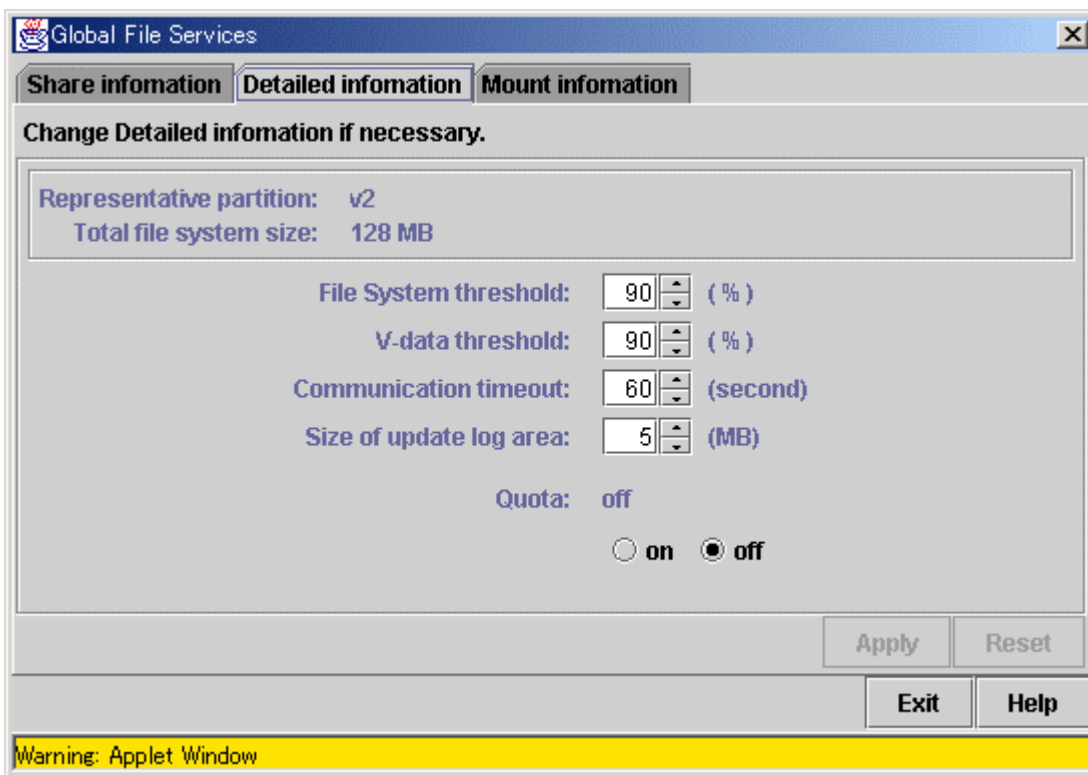 Global File Services
Share infomation Detailed infomation Mount infomation
Change Detailed infomation if necessary.
Representative partition: v2
Total file system size: 128 MB
File System threshold: 90 (%)
V-data threshold: 90 (%)
Communication timeout: 60 (second)
Size of update log area: 5 (MB)
Quota: off
on off
Apply Reset
Exit Help
Warning: Applet Window